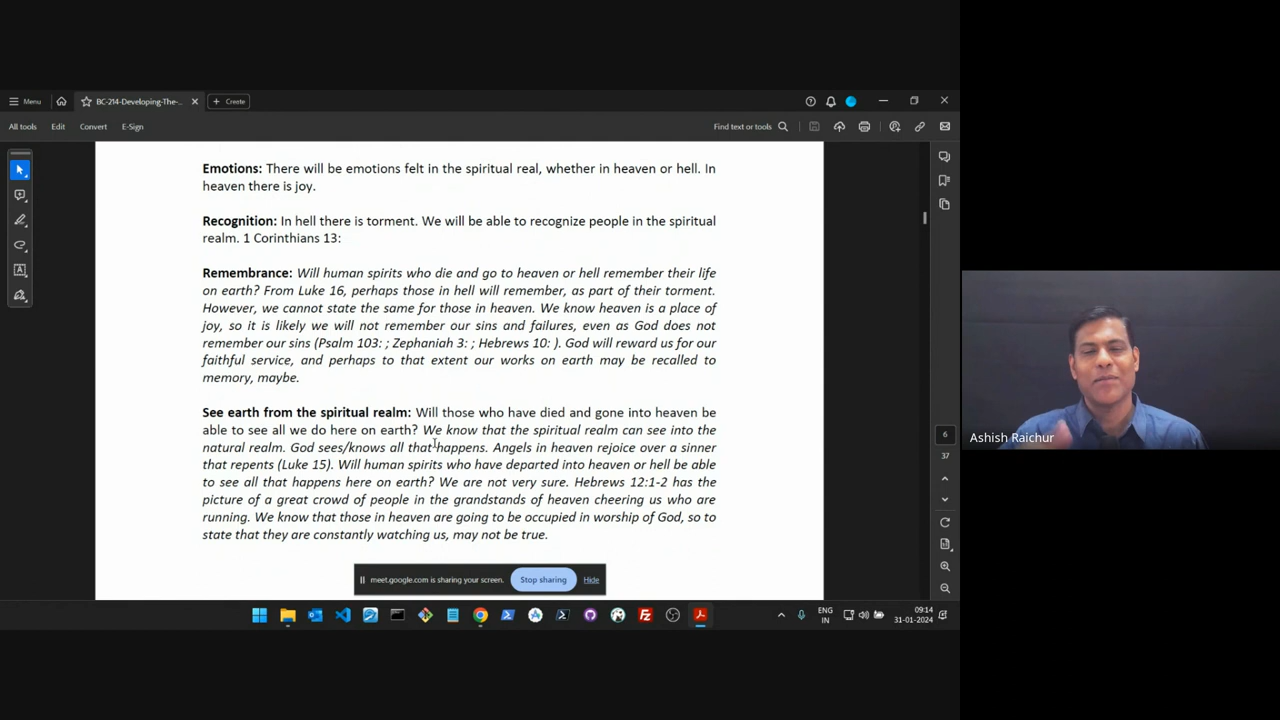 Menu
BC-214-Developing-The-...
Create
All tools
Edit
Convert
E-Sign
Find text or tools
Emotions: There will be emotions felt in the spiritual real, whether in heaven or hell. In
heaven there is joy.
Recognition: In hell there is torment. We will be able to recognize people in the spiritual
realm. 1 Corinthians 13:
Remembrance: Will human spirits who die and go to heaven or hell remember their life
on earth? From Luke 16, perhaps those in hell will remember, as part of their torment.
However, we cannot state the same for those in heaven. We know heaven is a place of
joy, so it is likely we will not remember our sins and failures, even as God does not
remember our sins (Psalm 103: ; Zephaniah 3: ; Hebrews 10: ). God will reward us for our
faithful service, and perhaps to that extent our works on earth may be recalled to
memory, maybe.
See earth from the spiritual realm: Will those who have died and gone into heaven be
able to see all we do here on earth? We know that the spiritual realm can see into the
natural realm. God sees/knows all that happens. Angels in heaven rejoice over a sinner
that repents (Luke 15). Will human spirits who have departed into heaven or hell be able
to see all that happens here on earth? We are not very sure. Hebrews 12:1-2 has the
picture of a great crowd of people in the grandstands of heaven cheering us who are
running. We know that those in heaven are going to be occupied in worship of God, so to
state that they are constantly watching us, may not be true.
6
37
Ashish Raichur
meet.google.com is sharing your screen.
Stop sharing
Hide
ENG
IN
09:14
31-01-2024